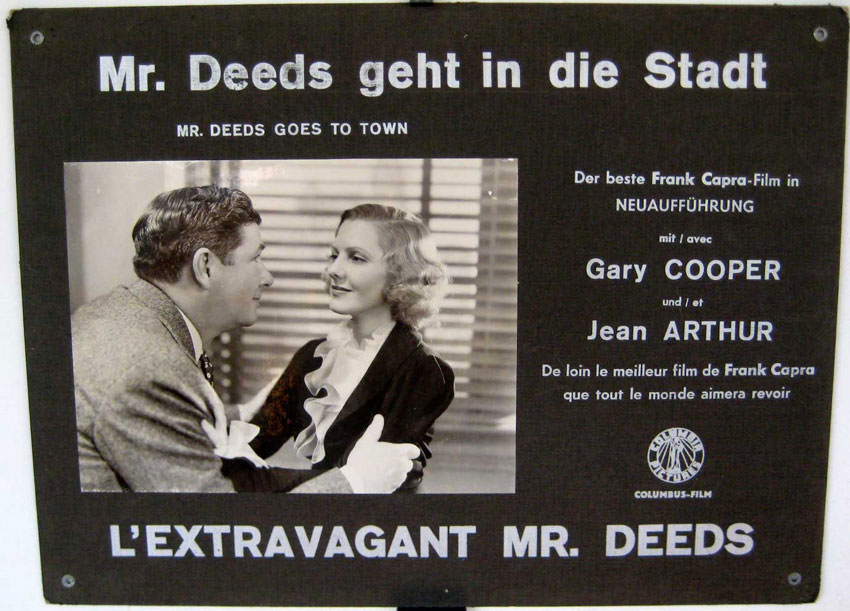 Mr. Deeds geht in die Stadt
MR. DEEDS GOES TO TOWN
Der beste Frank Capra-Film in
NEUAUFFÜHRUNG
mit / avec
Gary COOPER
und / et
Jean ARTHUR
De loin le meilleur film de Frank Capra
que tout le monde aimera revoir
COLUMBIA
PICTURES
COLUMBUS-FILM
L'EXTRAVAGANT MR. DEEDS